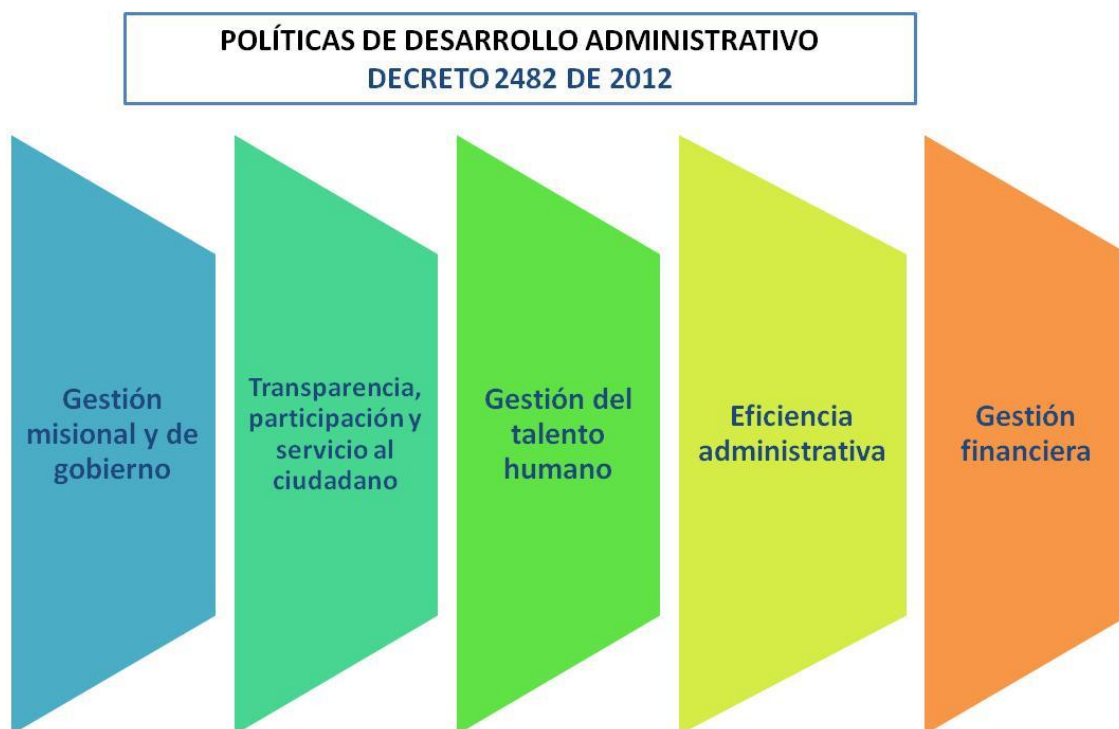 POLÍTICAS DE DESARROLLO ADMINISTRATIVO
DECRETO 2482 DE 2012
Gestión
misional y de
gobierno
Transparencia,
participación y
servicio al
ciudadano
Gestión del
talento
humano
Eficiencia
administrativa
Gestión
financiera